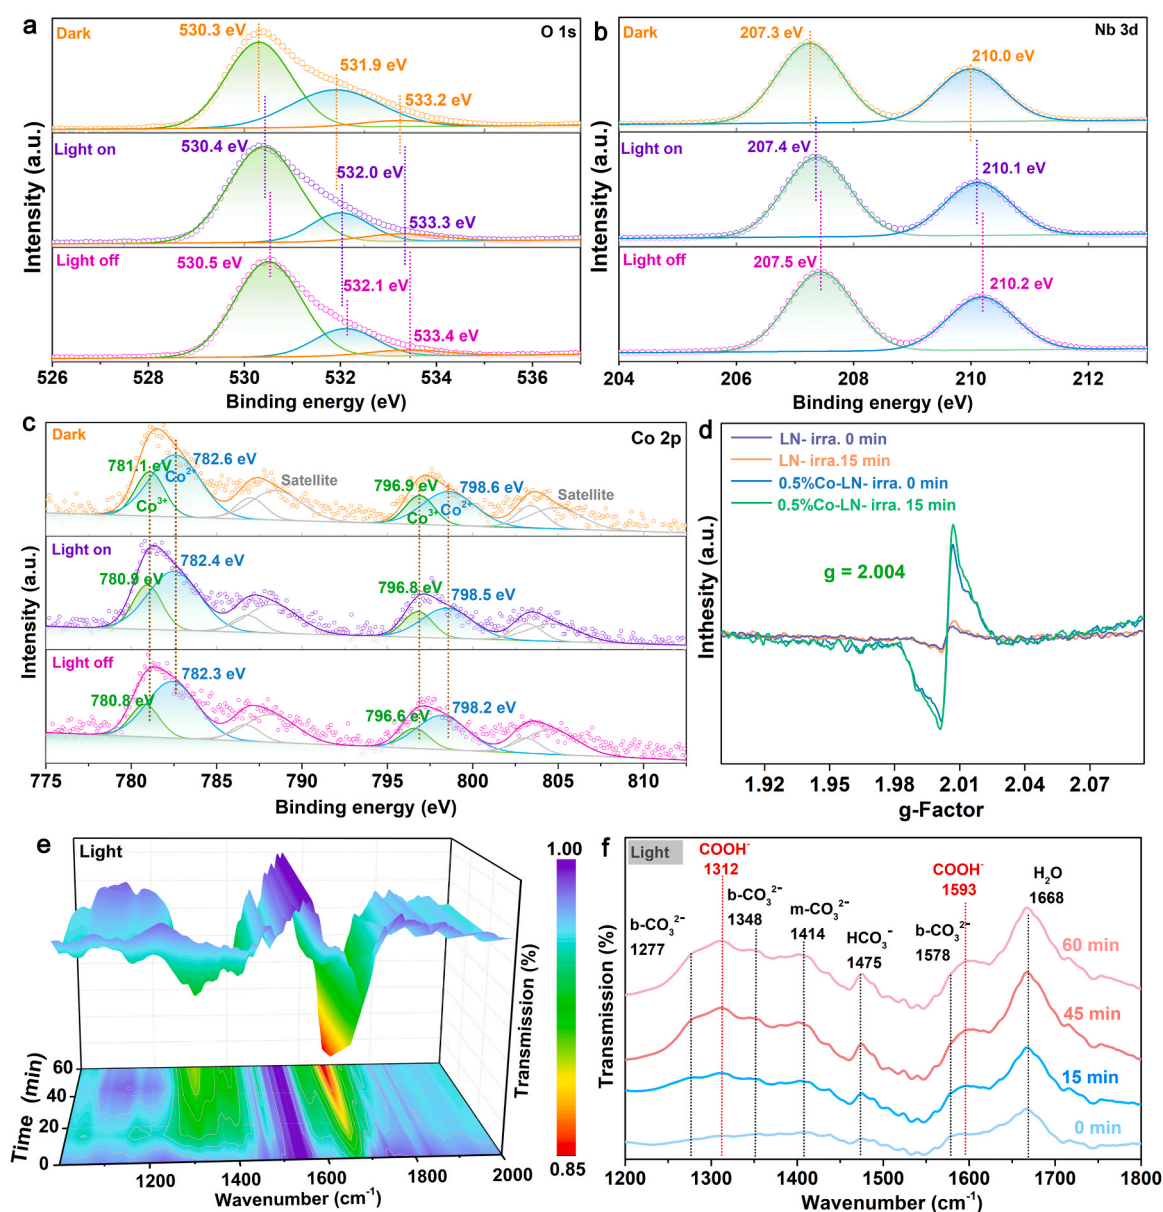 a
O 1s
Dark
530.3 eV
531.9 eV
533.2 eV
Light on
530.4 eV
532.0 eV
533.3 eV
Light off
530.5 eV
532.1 eV
533.4 eV
Intensity (a.u.)
526 528 530 532 534 536
Binding energy (eV)
b
Nb 3d
Dark
207.3 eV
210.0 eV
Light on
207.4 eV
210.1 eV
Light off
207.5 eV
210.2 eV
Intensity (a.u.)
204 206 208 210 212
Binding energy (eV)
c
Co 2p
Dark
781.1 eV
782.6 eV
Co³⁺
Co²⁺
Satellite
796.9 eV
798.6 eV
Co³⁺
Co²⁺
Satellite
Light on
780.9 eV
782.4 eV
796.8 eV
798.5 eV
Light off
780.8 eV
782.3 eV
796.6 eV
798.2 eV
Intensity (a.u.)
775 780 785 790 795 800 805 810
Binding energy (eV)
d
LN- irra. 0 min
LN- irra.15 min
0.5%Co-LN- irra. 0 min
0.5%Co-LN- irra. 15 min
g = 2.004
Inthesity (a.u.)
1.92 1.95 1.98 2.01 2.04 2.07
g-Factor
e
Light
1.00
0.85
Transmission (%)
60
40
20
0
Time (min)
1200 1400 1600 1800 2000
Wavenumber (cm⁻¹)
f
Light
COOH⁻
1312
COOH⁻
1593
H₂O
1668
b-CO₃²⁻
1277
b-CO₃²⁻
1348
m-CO₃²⁻
1414
HCO₃⁻
1475
b-CO₃²⁻
1578
60 min
45 min
15 min
0 min
Transmission (%)
1200 1300 1400 1500 1600 1700 1800
Wavenumber (cm⁻¹)